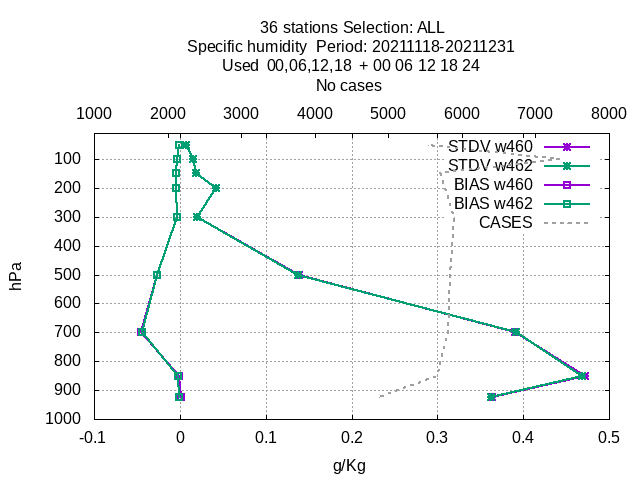 36 stations Selection: ALL
Specific humidity  Period: 20211118-20211231
Used  00,06,12,18  + 00 06 12 18 24
No cases
1000 2000 3000 4000 5000 6000 7000 8000
STDV w460
STDV w462
BIAS w460
BIAS w462
CASES
hPa
100
200
300
400
500
600
700
800
900
1000
-0.1 0 0.1 0.2 0.3 0.4 0.5
g/Kg